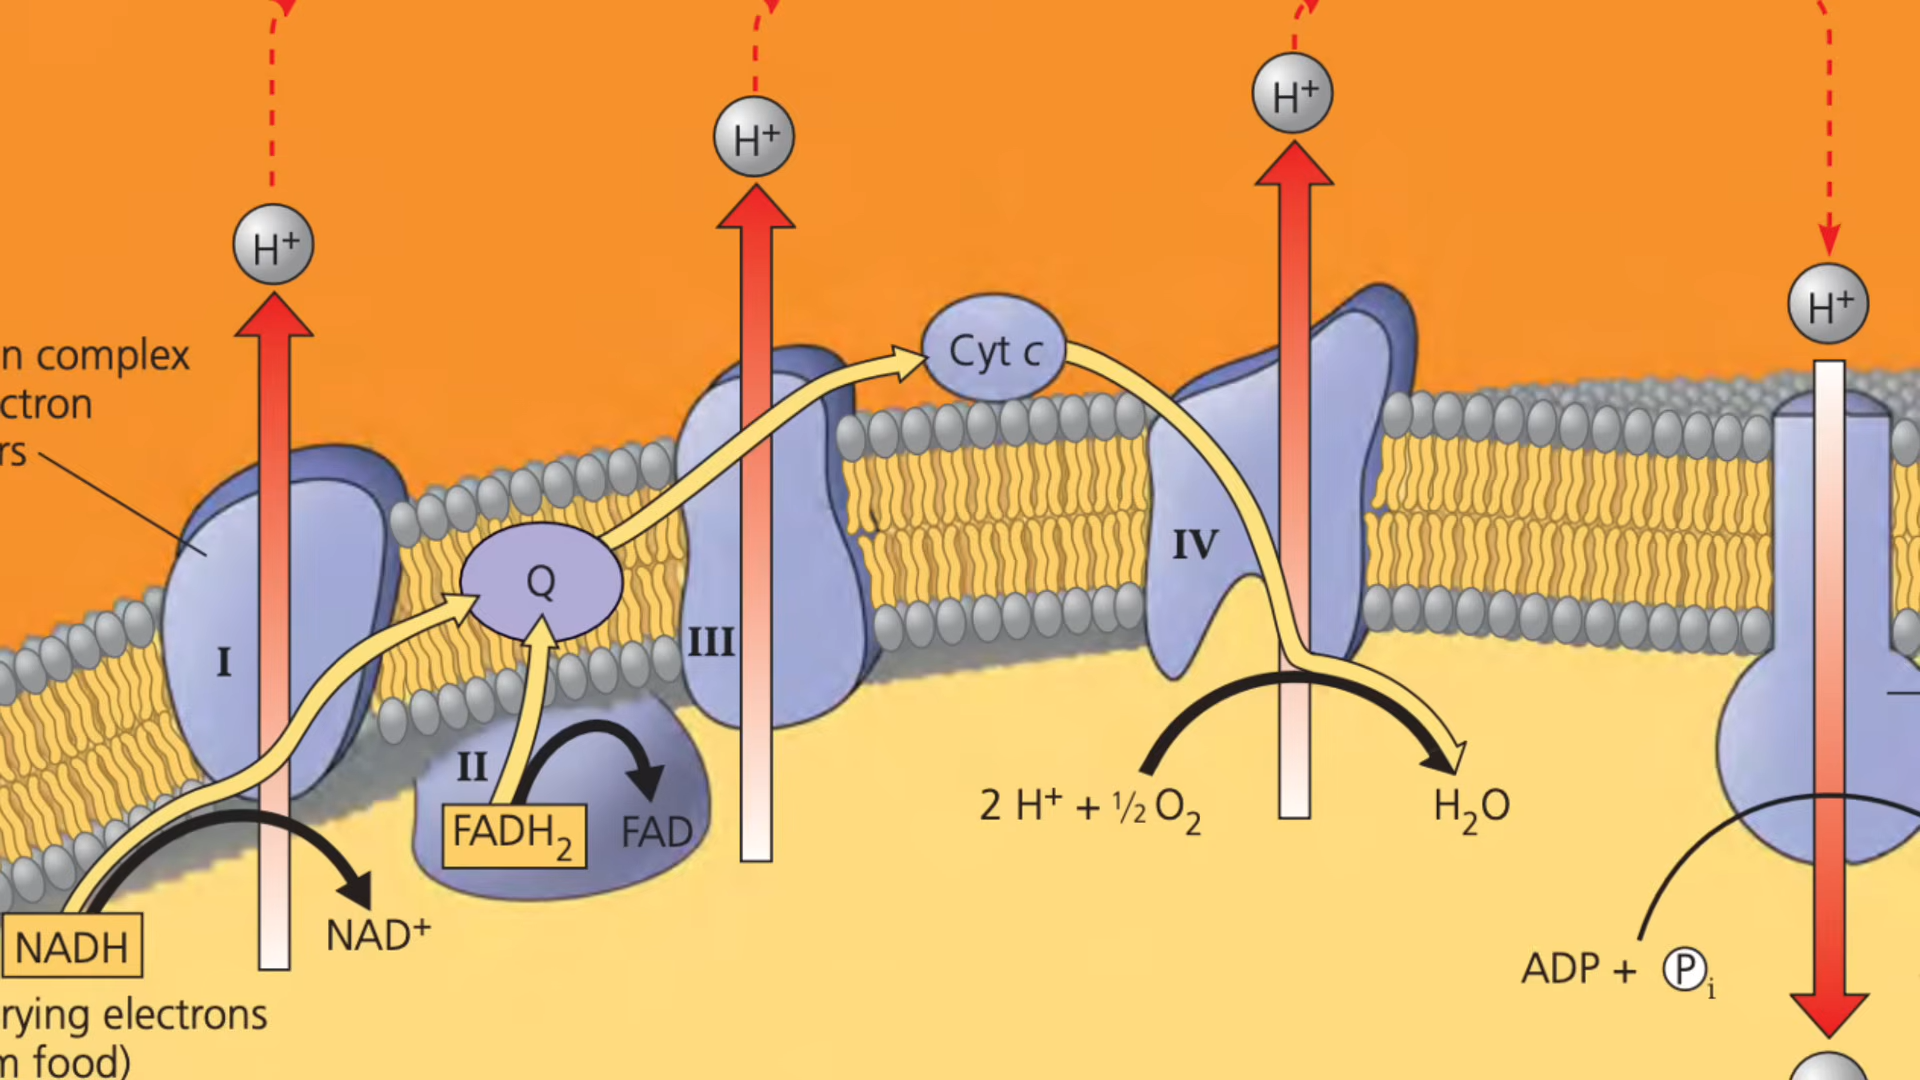 H⁺
H⁺
H⁺
H⁺
n complex
ctron
rs
Cyt c
Q
I
II
III
IV
FADH₂
FAD
NADH
NAD⁺
2 H⁺ + ½ O₂
H₂O
ADP + Pᵢ
rying electrons
m food)